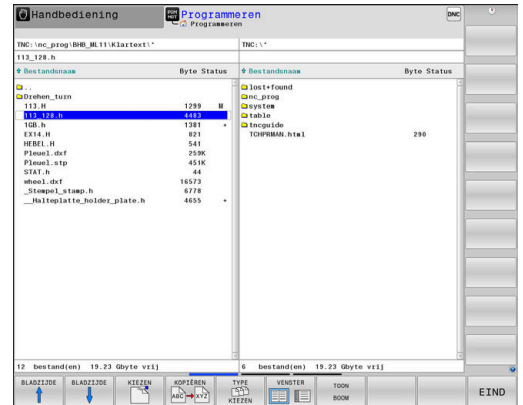 Handbediening
PGM MGT
Programmeren
Programmeren
DNC
TNC:\nc_prog\BHB_ML11\Klartext\*
TNC:\*
113_128.h
Bestandsnaam Byte Status
Bestandsnaam Byte Status
..
Drehen_turn
113.H 1299 M
113_128.h 4483
1GB.h 1381 +
EX14.H 821
HEBEL.H 541
Pleuel.dxf 259K
Pleuel.stp 451K
STAT.h 44
wheel.dxf 16573
_Stempel_stamp.h 6778
__Halteplatte_holder_plate.h 4655 +
lost+found
nc_prog
system
table
tncguide
TCHPRMAN.html 290
12 bestand(en) 19.23 Gbyte vrij
6 bestand(en) 19.23 Gbyte vrij
BLADZIJDE
BLADZIJDE
KIEZEN
KOPIËREN
ABC XYZ
TYPE
KIEZEN
VENSTER
TOON
BOOM
EIND